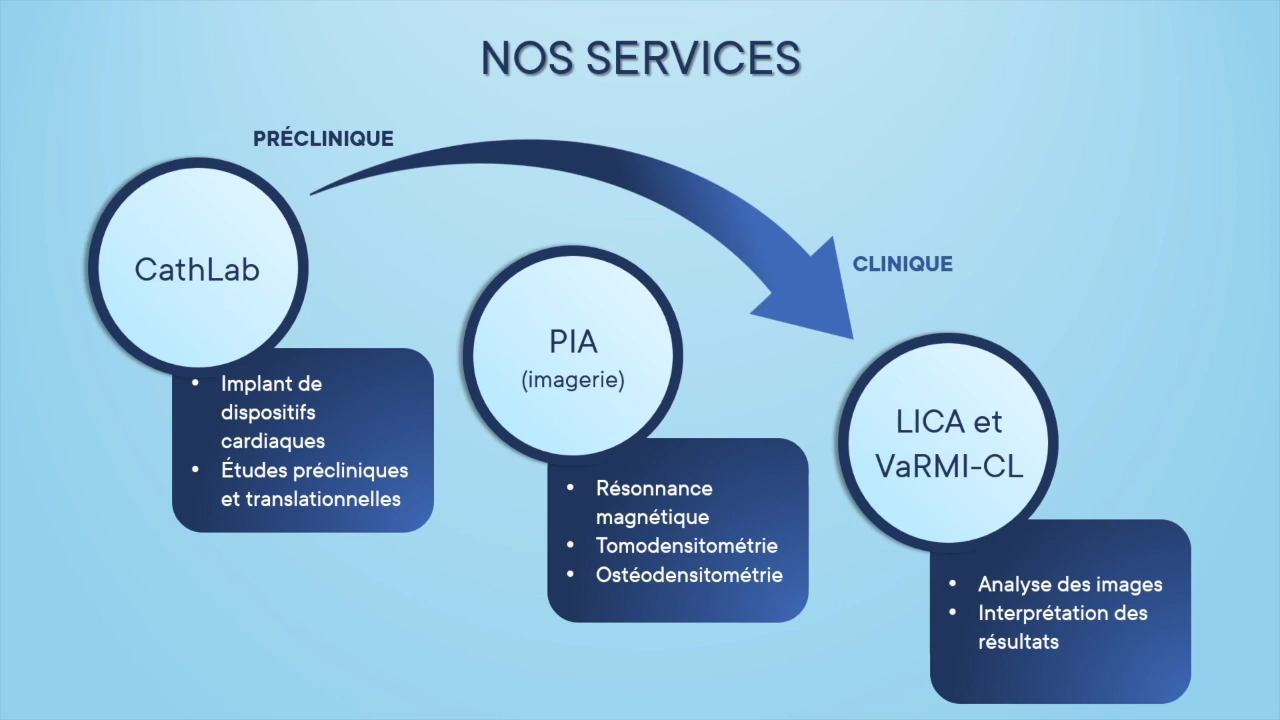 NOS SERVICES
PRÉCLINIQUE
CLINIQUE
CathLab
• Implant de
dispositifs
cardiaques
• Études précliniques
et translationnelles
PIA
(imagerie)
• Résonnance
magnétique
• Tomodensitométrie
• Ostéodensitométrie
LICA et
VaRMI-CL
• Analyse des images
• Interprétation des
résultats